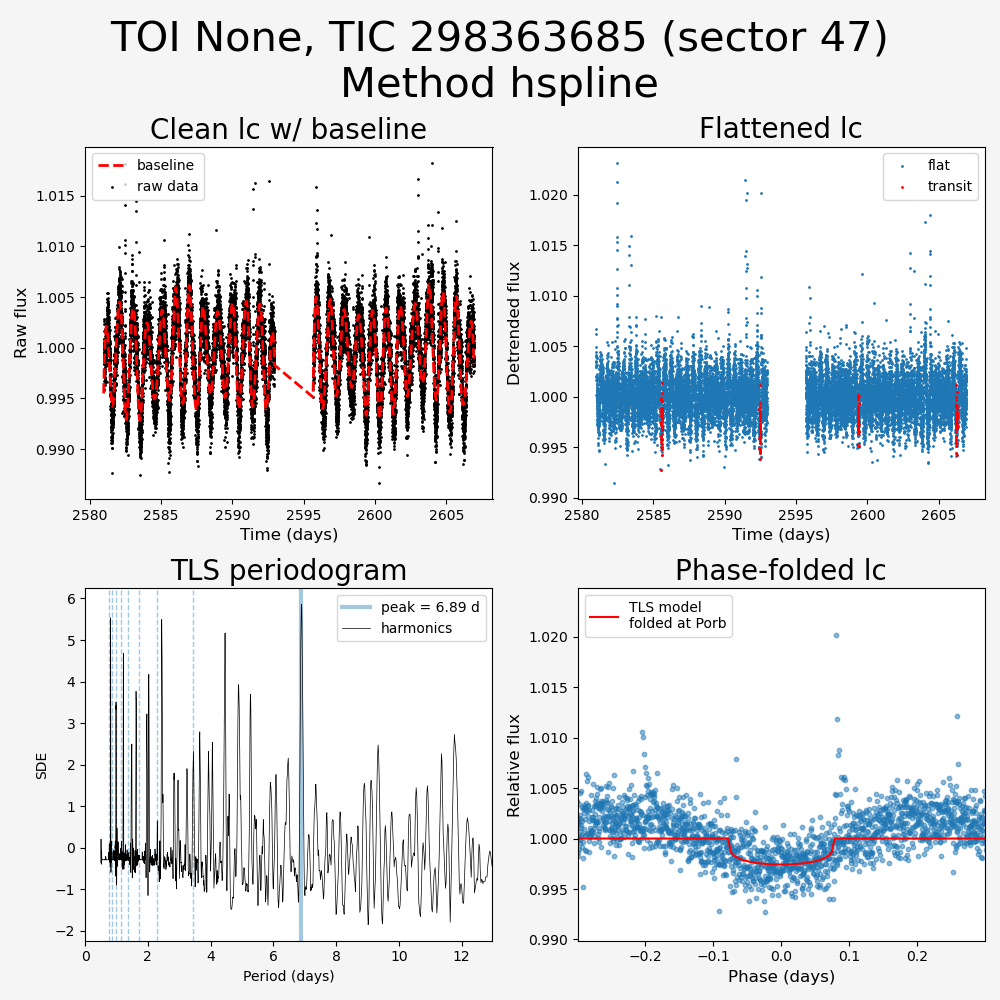 TOI None, TIC 298363685 (sector 47)
Method hspline
Clean lc w/ baseline
baseline
raw data
1.015
1.010
1.005
1.000
0.995
0.990
Raw flux
2580
2585
2590
2595
2600
2605
Time (days)
Flattened lc
flat
transit
1.020
1.015
1.010
1.005
1.000
0.995
0.990
Detrended flux
2580
2585
2590
2595
2600
2605
Time (days)
TLS periodogram
peak = 6.89 d
harmonics
6
5
4
3
2
1
0
−1
−2
SDE
0
2
4
6
8
10
12
Period (days)
Phase-folded lc
TLS model
folded at Porb
1.020
1.015
1.010
1.005
1.000
0.995
0.990
Relative flux
−0.2
−0.1
0.0
0.1
0.2
Phase (days)